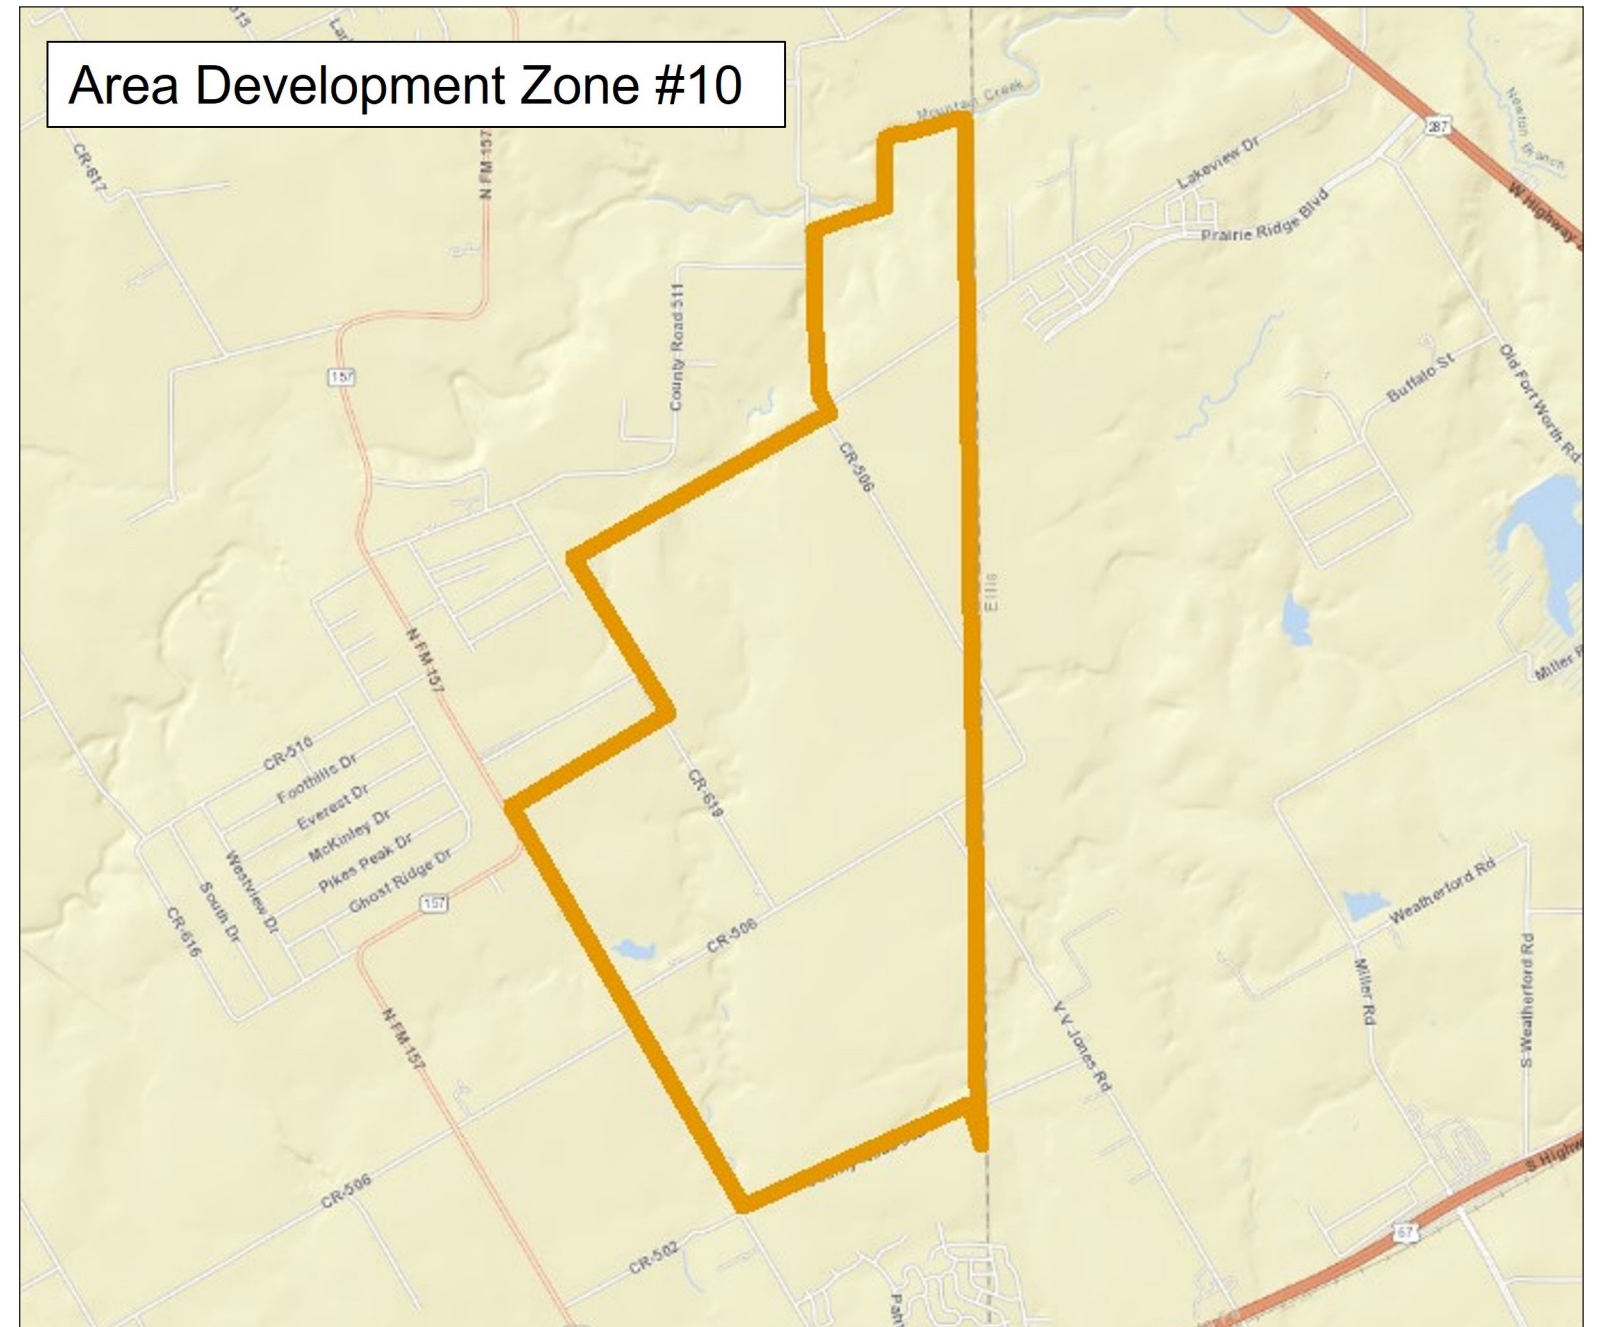 Area Development Zone #10
Mountain Creek
287
Newton Branch
CR-617
N FM 157
Lakeview Dr
Prairie Ridge Blvd
W Highway
County Road 511
157
Buffalo St
Old Fort Worth Rd
CR-506
Ellis
N FM 157
Miller
CR-516
Foothills Dr
Everest Dr
McKinley Dr
Pikes Peak Dr
Ghost Ridge Dr
Westview Dr
South Dr
CR-616
157
CR-619
CR-506
Weatherford Rd
Miller Rd
S Weatherford Rd
V V Jones Rd
N FM 157
CR-506
CR-502
67
S Highw